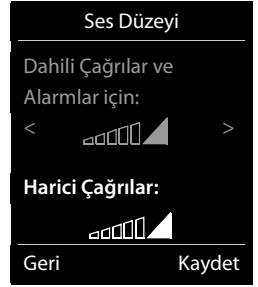 Ses Düzeyi
Dahili Çağrılar ve
Alarmlar için:
< >
Harici Çağrılar:
Geri Kaydet